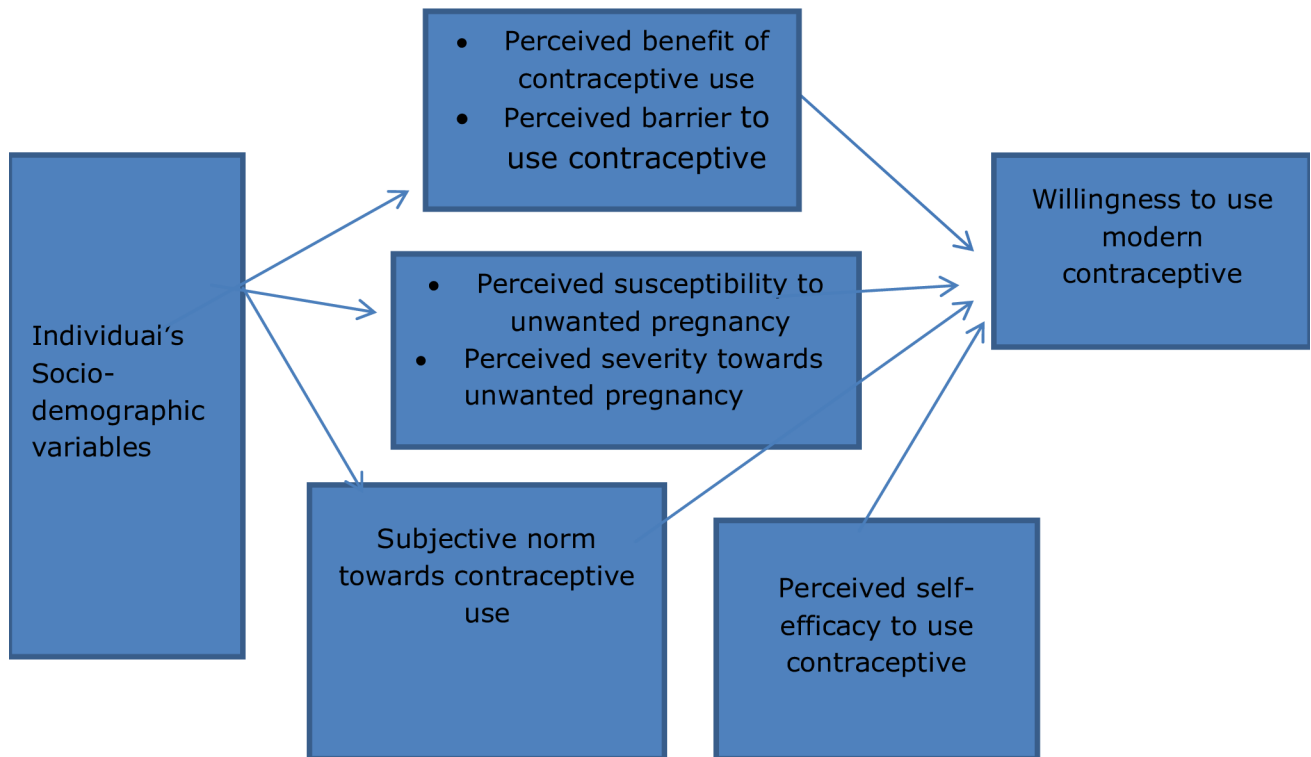 • Perceived benefit of
contraceptive use
• Perceived barrier to
use contraceptive
Individuai's
Socio-
demographic
variables
• Perceived susceptibility to
unwanted pregnancy
• Perceived severity towards
unwanted pregnancy
Willingness to use
modern
contraceptive
Subjective norm
towards contraceptive
use
Perceived self-
efficacy to use
contraceptive